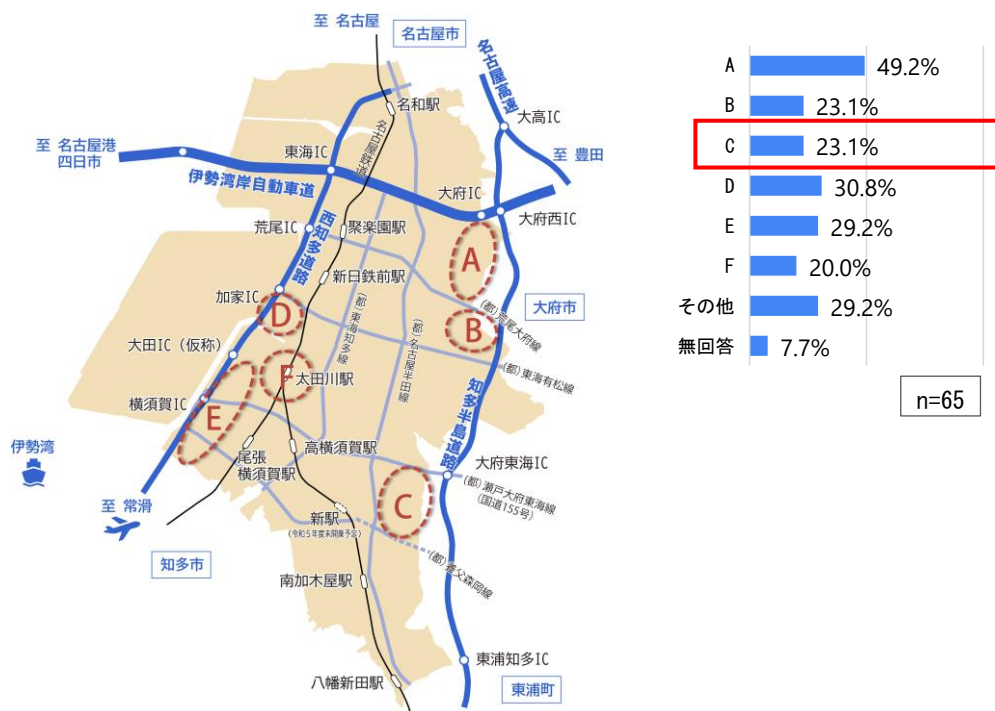 至 名古屋
名古屋市
名古屋高速
名和駅
名古屋鉄道
大高IC
至 名古屋港
四日市
東海IC
至 豊田
伊勢湾岸自動車道
大府IC
大府西IC
西知多道路
荒尾IC
聚楽園駅
A
新日鉄前駅
加家IC
(都)東海知多線
(都)名古屋半田線
(都)荒尾大府線
大府市
D
B
大田IC(仮称)
(都)東海有松線
F
太田川駅
横須賀IC
E
知多半島道路
伊勢湾
尾張
横須賀駅
高横須賀駅
大府東海IC
(都)瀬戸大府東海線
(国道155号)
C
至 常滑
新駅
(令和5年度末開業予定)
知多市
(都)養父森岡線
南加木屋駅
東浦知多IC
八幡新田駅
東浦町
A 49.2%
B 23.1%
C 23.1%
D 30.8%
E 29.2%
F 20.0%
その他 29.2%
無回答 7.7%
n=65